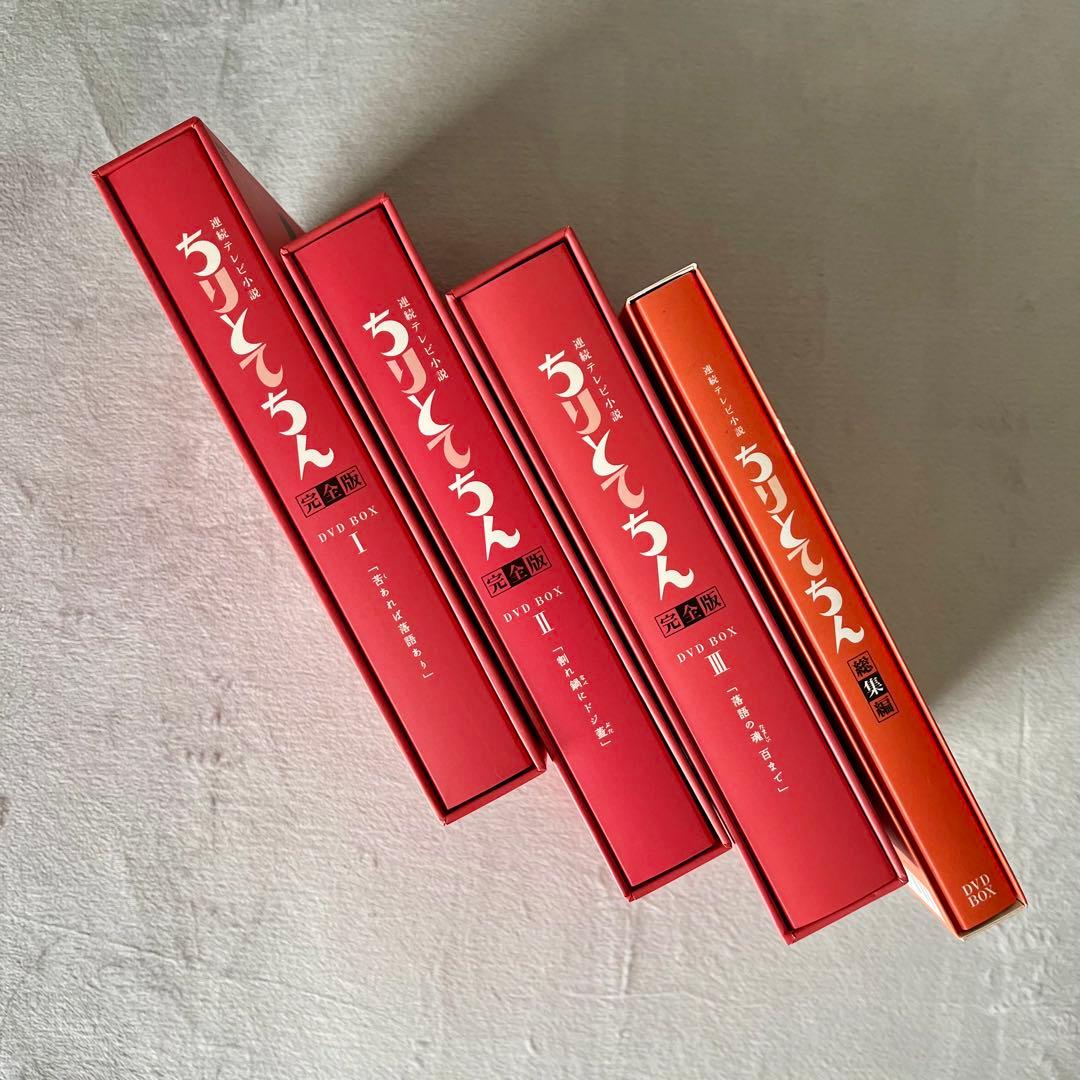 連続テレビ小説
ちりとてちん
完全版
DVD BOX
I
「苦あれば落語あり」
連続テレビ小説
ちりとてちん
完全版
DVD BOX
II
「割れ鍋にドジ蓋」
連続テレビ小説
ちりとてちん
完全版
DVD BOX
III
「落語の魂百まで」
連続テレビ小説
ちりとてちん
総集編
DVD
BOX